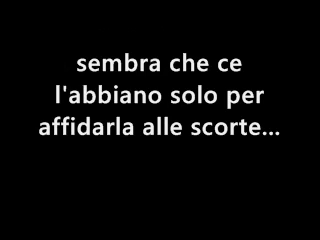 sembra che ce
l'abbiano solo per
affidarla alle scorte...